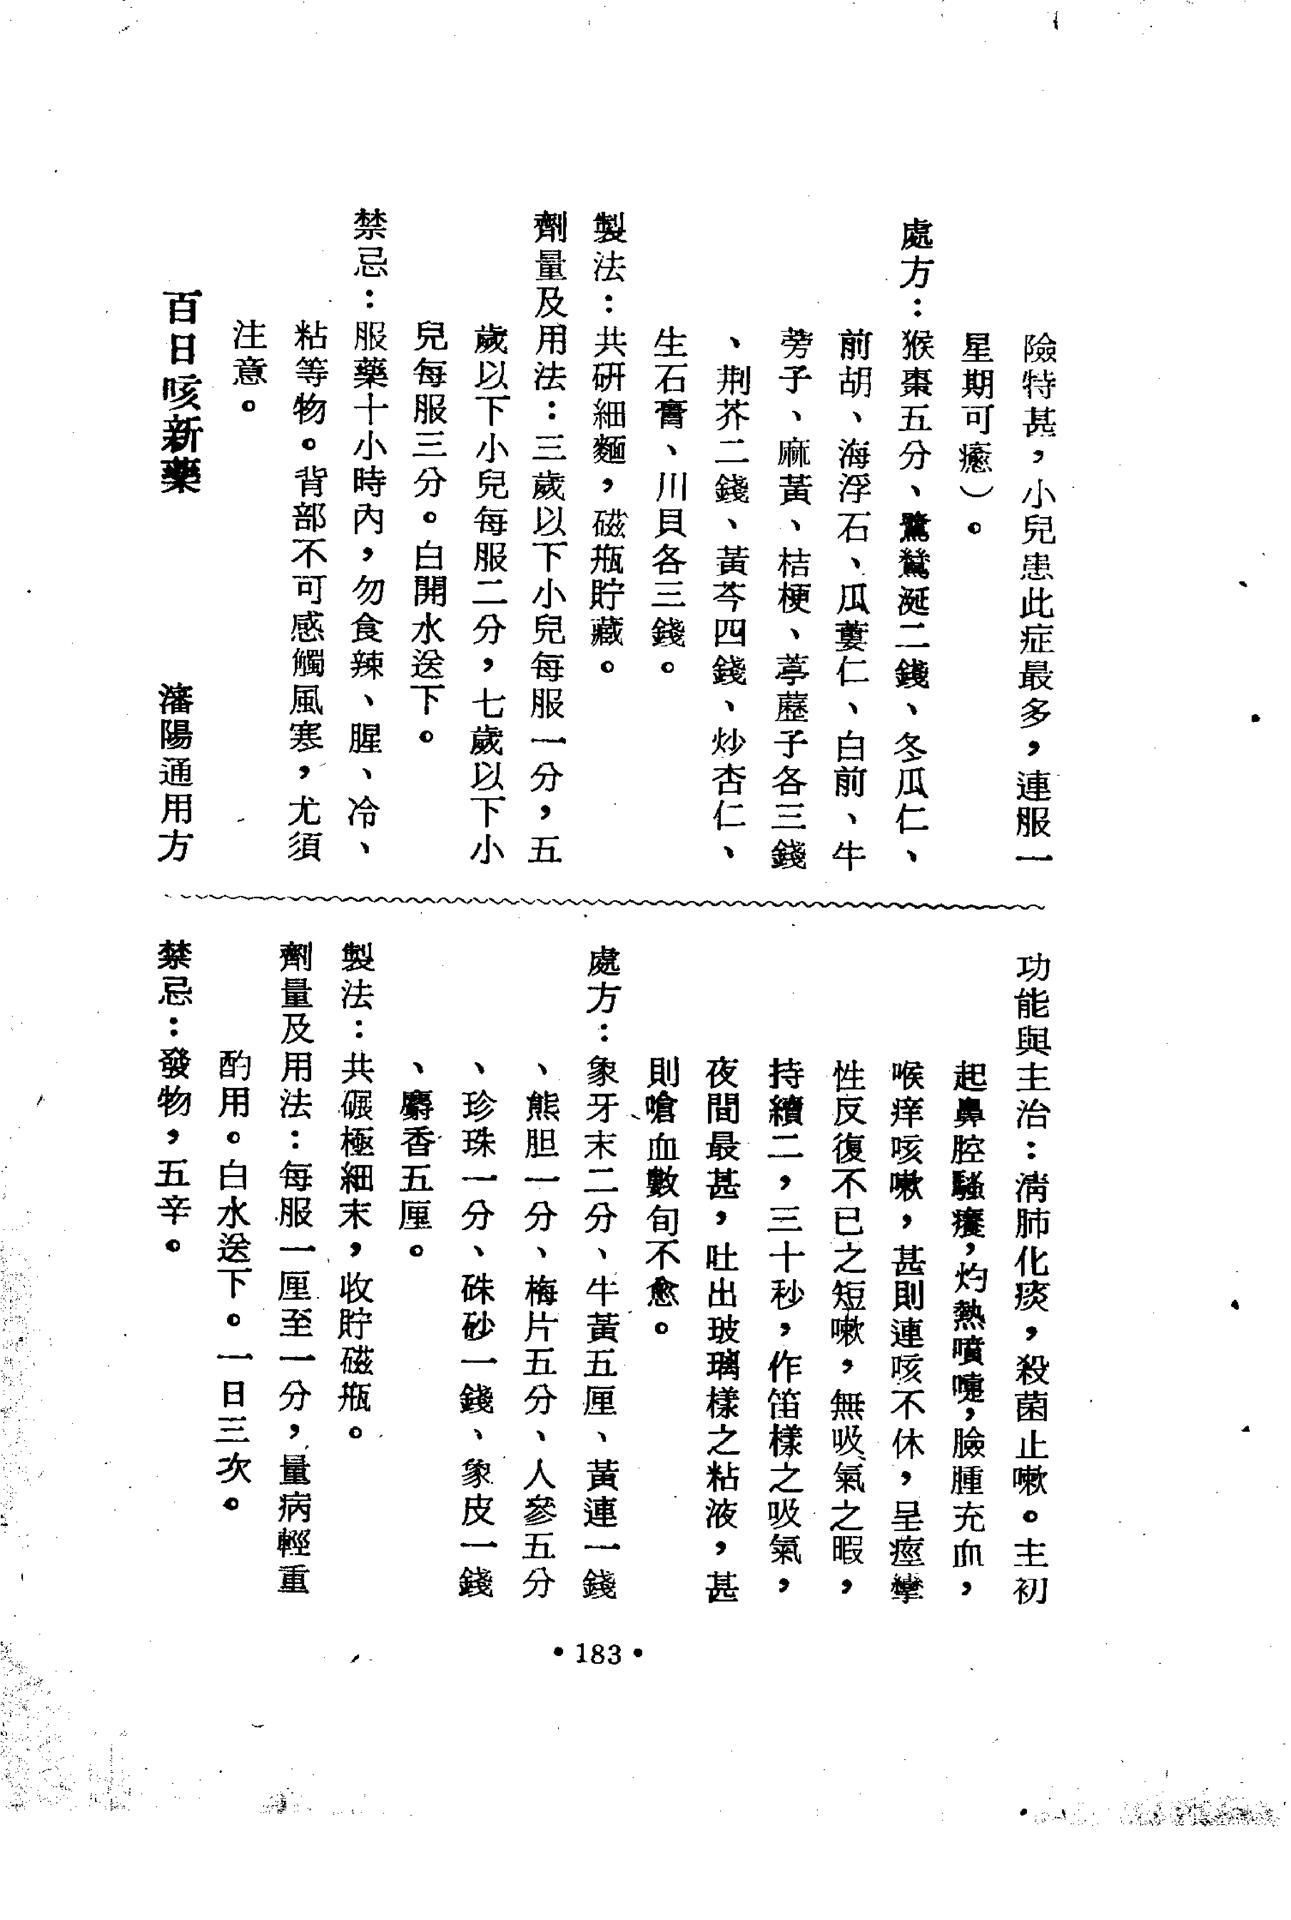 險特甚，小兒患此症最多，連服一
星期可癒）。
處方：猴棗五分、鷺鷥涎二錢、冬瓜仁、
前胡、海浮石、瓜蔞仁、白前、牛
蒡子、麻黃、桔梗、葶藶子各三錢
、荆芥二錢、黃芩四錢、炒杏仁、
生石膏、川貝各三錢。
製法：共研細麵，磁瓶貯藏。
劑量及用法：三歲以下小兒每服一分，五
歲以下小兒每服二分，七歲以下小
兒每服三分。白開水送下。
禁忌：服藥十小時內，勿食辣、腥、冷、
粘等物。背部不可感觸風寒，尤須
注意。
百日咳新藥　瀋陽通用方
功能與主治：淸肺化痰，殺菌止嗽。主初
起鼻腔騷癢，灼熱噴嚏，臉腫充血，
喉痒咳嗽，甚則連咳不休，呈痙攣
性反復不已之短嗽，無吸氣之暇，
持續二，三十秒，作笛樣之吸氣，
夜間最甚，吐出玻璃樣之粘液，甚
則嗆血數旬不愈。
處方：象牙末二分、牛黃五厘、黃連一錢
、熊胆一分、梅片五分、人參五分
、珍珠一分、硃砂一錢、象皮一錢
、麝香五厘。
製法：共碾極細末，收貯磁瓶。
劑量及用法：每服一厘至一分，量病輕重
酌用。白水送下。一日三次。
禁忌：發物，五辛。
•183•